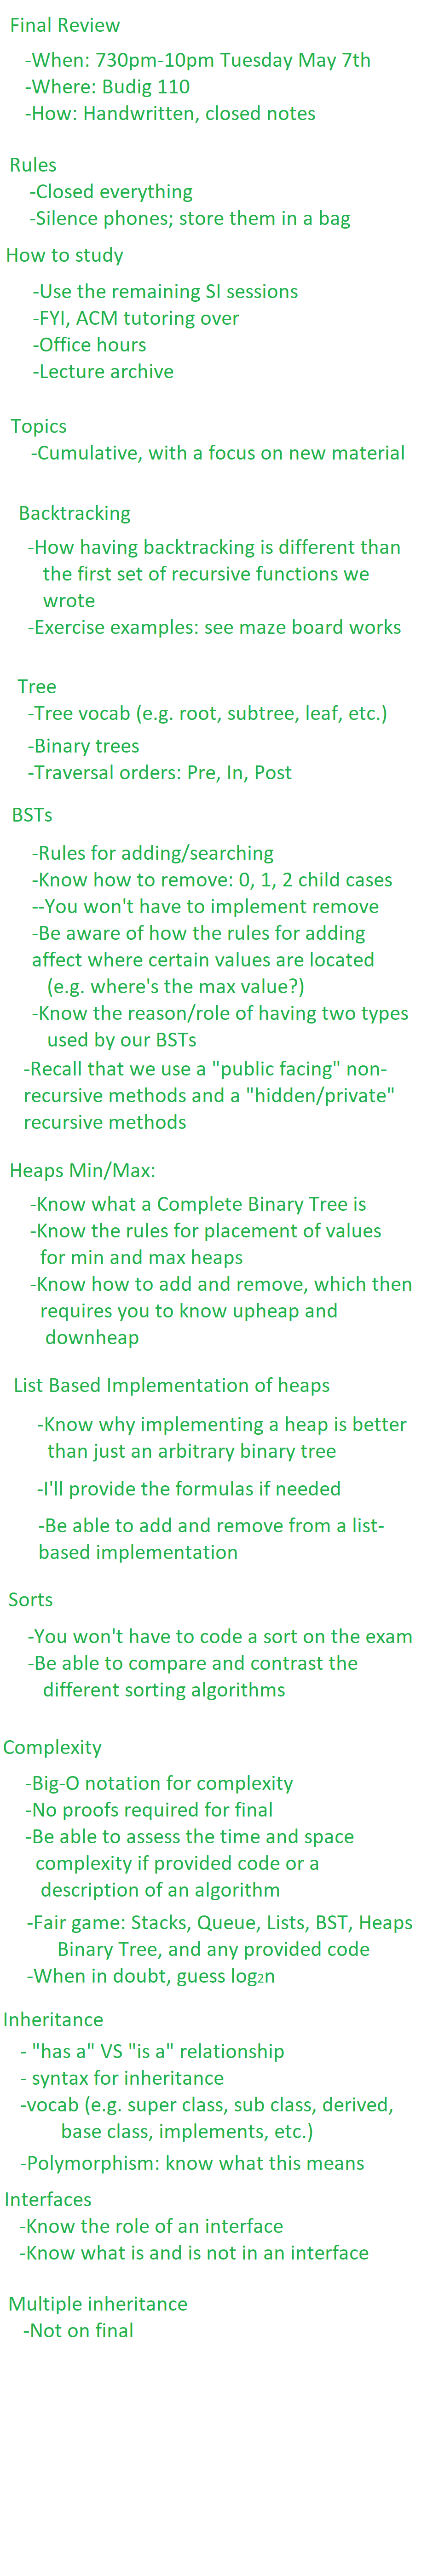 Final Review
-When: 730pm-10pm Tuesday May 7th
-Where: Budig 110
-How: Handwritten, closed notes
Rules
-Closed everything
-Silence phones; store them in a bag
How to study
-Use the remaining SI sessions
-FYI, ACM tutoring over
-Office hours
-Lecture archive
Topics
-Cumulative, with a focus on new material
Backtracking
-How having backtracking is different than
the first set of recursive functions we
wrote
-Exercise examples: see maze board works
Tree
-Tree vocab (e.g. root, subtree, leaf, etc.)
-Binary trees
-Traversal orders: Pre, In, Post
BSTs
-Rules for adding/searching
-Know how to remove: 0, 1, 2 child cases
--You won't have to implement remove
-Be aware of how the rules for adding
affect where certain values are located
(e.g. where's the max value?)
-Know the reason/role of having two types
used by our BSTs
-Recall that we use a "public facing" non-
recursive methods and a "hidden/private"
recursive methods
Heaps Min/Max:
-Know what a Complete Binary Tree is
-Know the rules for placement of values
for min and max heaps
-Know how to add and remove, which then
requires you to know upheap and
downheap
List Based Implementation of heaps
-Know why implementing a heap is better
than just an arbitrary binary tree
-I'll provide the formulas if needed
-Be able to add and remove from a list-
based implementation
Sorts
-You won't have to code a sort on the exam
-Be able to compare and contrast the
different sorting algorithms
Complexity
-Big-O notation for complexity
-No proofs required for final
-Be able to assess the time and space
complexity if provided code or a
description of an algorithm
-Fair game: Stacks, Queue, Lists, BST, Heaps
Binary Tree, and any provided code
-When in doubt, guess log2n
Inheritance
- "has a" VS "is a" relationship
- syntax for inheritance
-vocab (e.g. super class, sub class, derived,
base class, implements, etc.)
-Polymorphism: know what this means
Interfaces
-Know the role of an interface
-Know what is and is not in an interface
Multiple inheritance
-Not on final